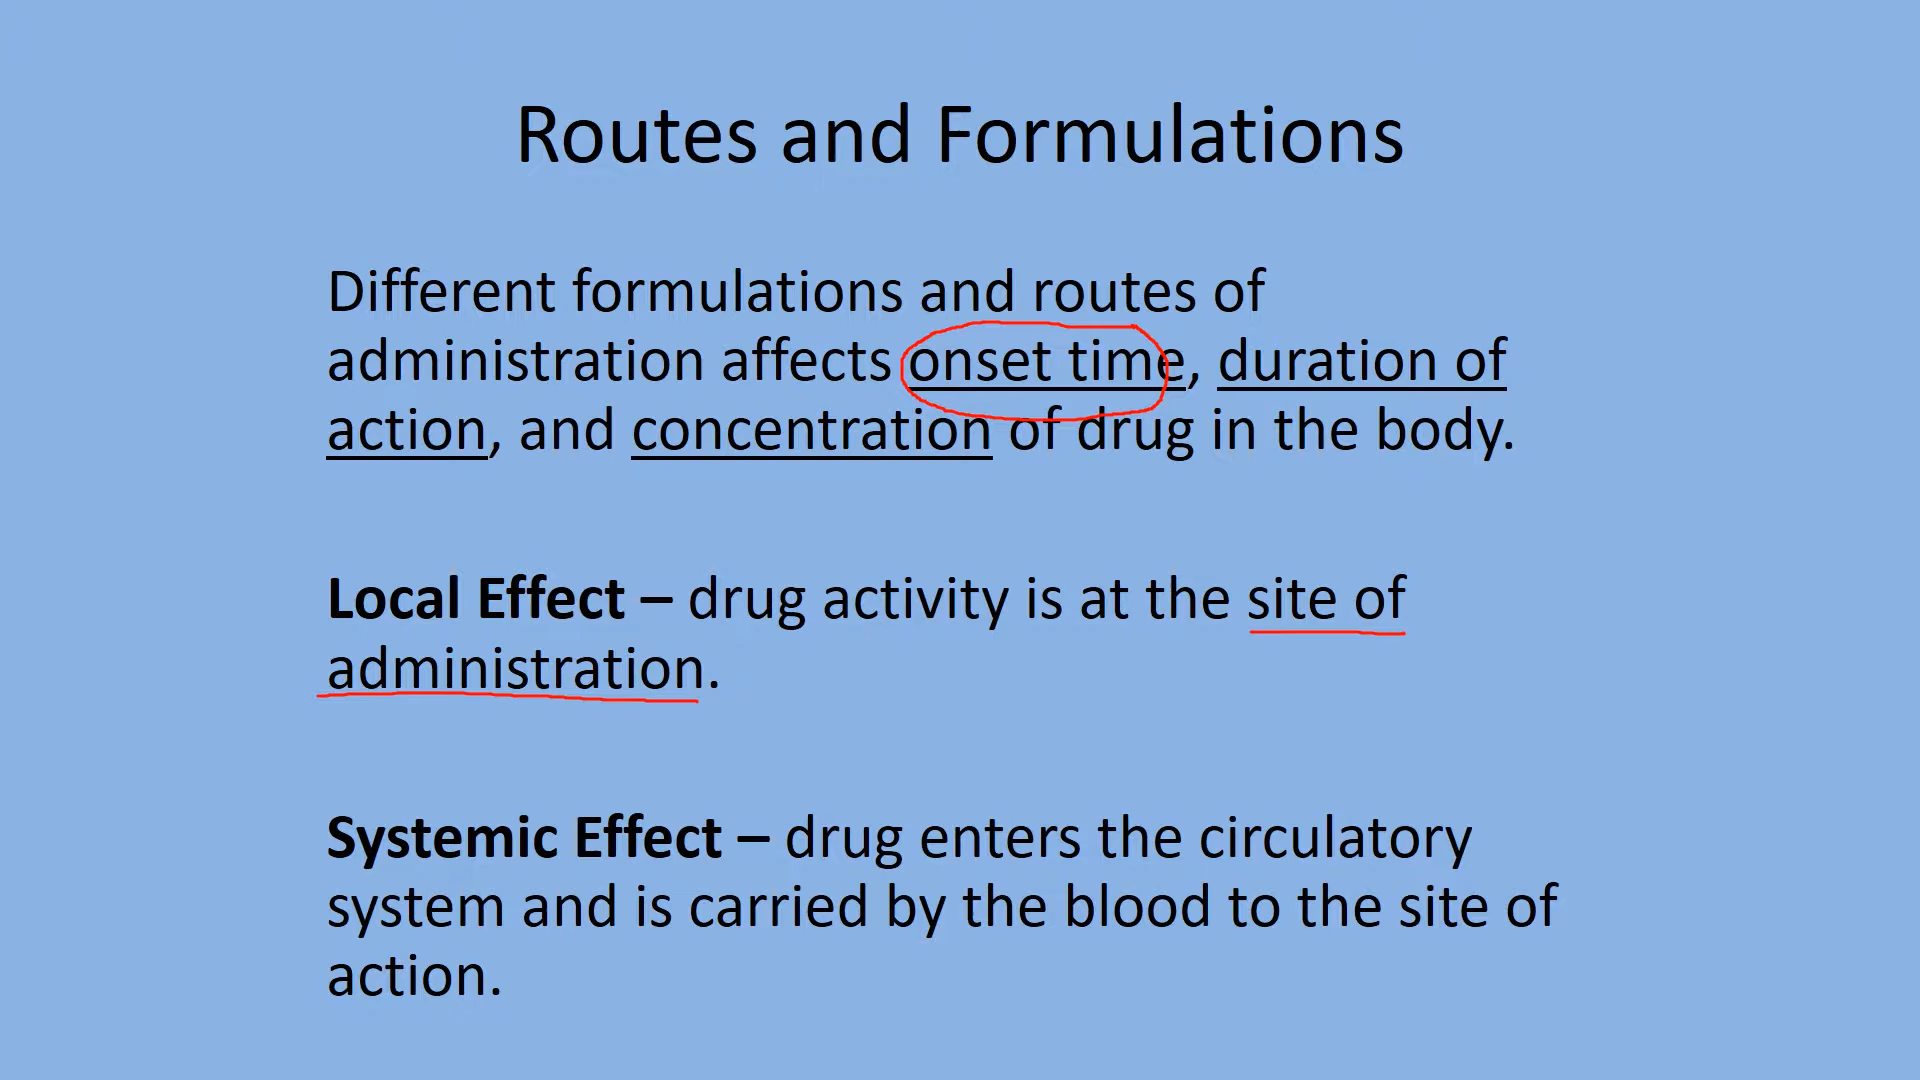 Routes and Formulations
Different formulations and routes of
administration affects onset time, duration of
action, and concentration of drug in the body.
Local Effect – drug activity is at the site of
administration.
Systemic Effect – drug enters the circulatory
system and is carried by the blood to the site of
action.